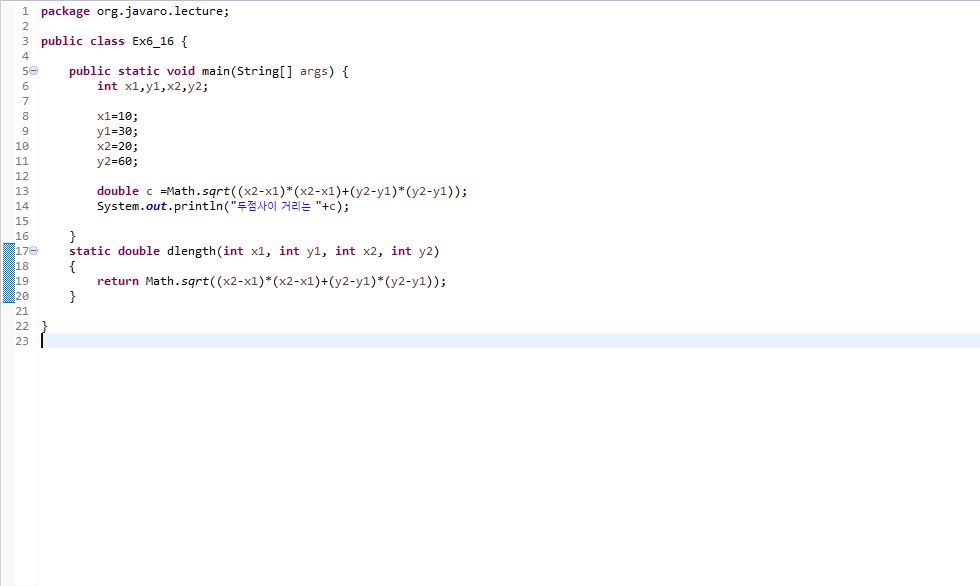 1 package org.javaro.lecture;
2
3 public class Ex6_16 {
4
5 public static void main(String[] args) {
6 int x1,y1,x2,y2;
7
8 x1=10;
9 y1=30;
10 x2=20;
11 y2=60;
12
13 double c =Math.sqrt((x2-x1)*(x2-x1)+(y2-y1)*(y2-y1));
14 System.out.println("두점사이 거리는 "+c);
15
16 }
17 static double dlength(int x1, int y1, int x2, int y2)
18 {
19 return Math.sqrt((x2-x1)*(x2-x1)+(y2-y1)*(y2-y1));
20 }
21
22 }
23